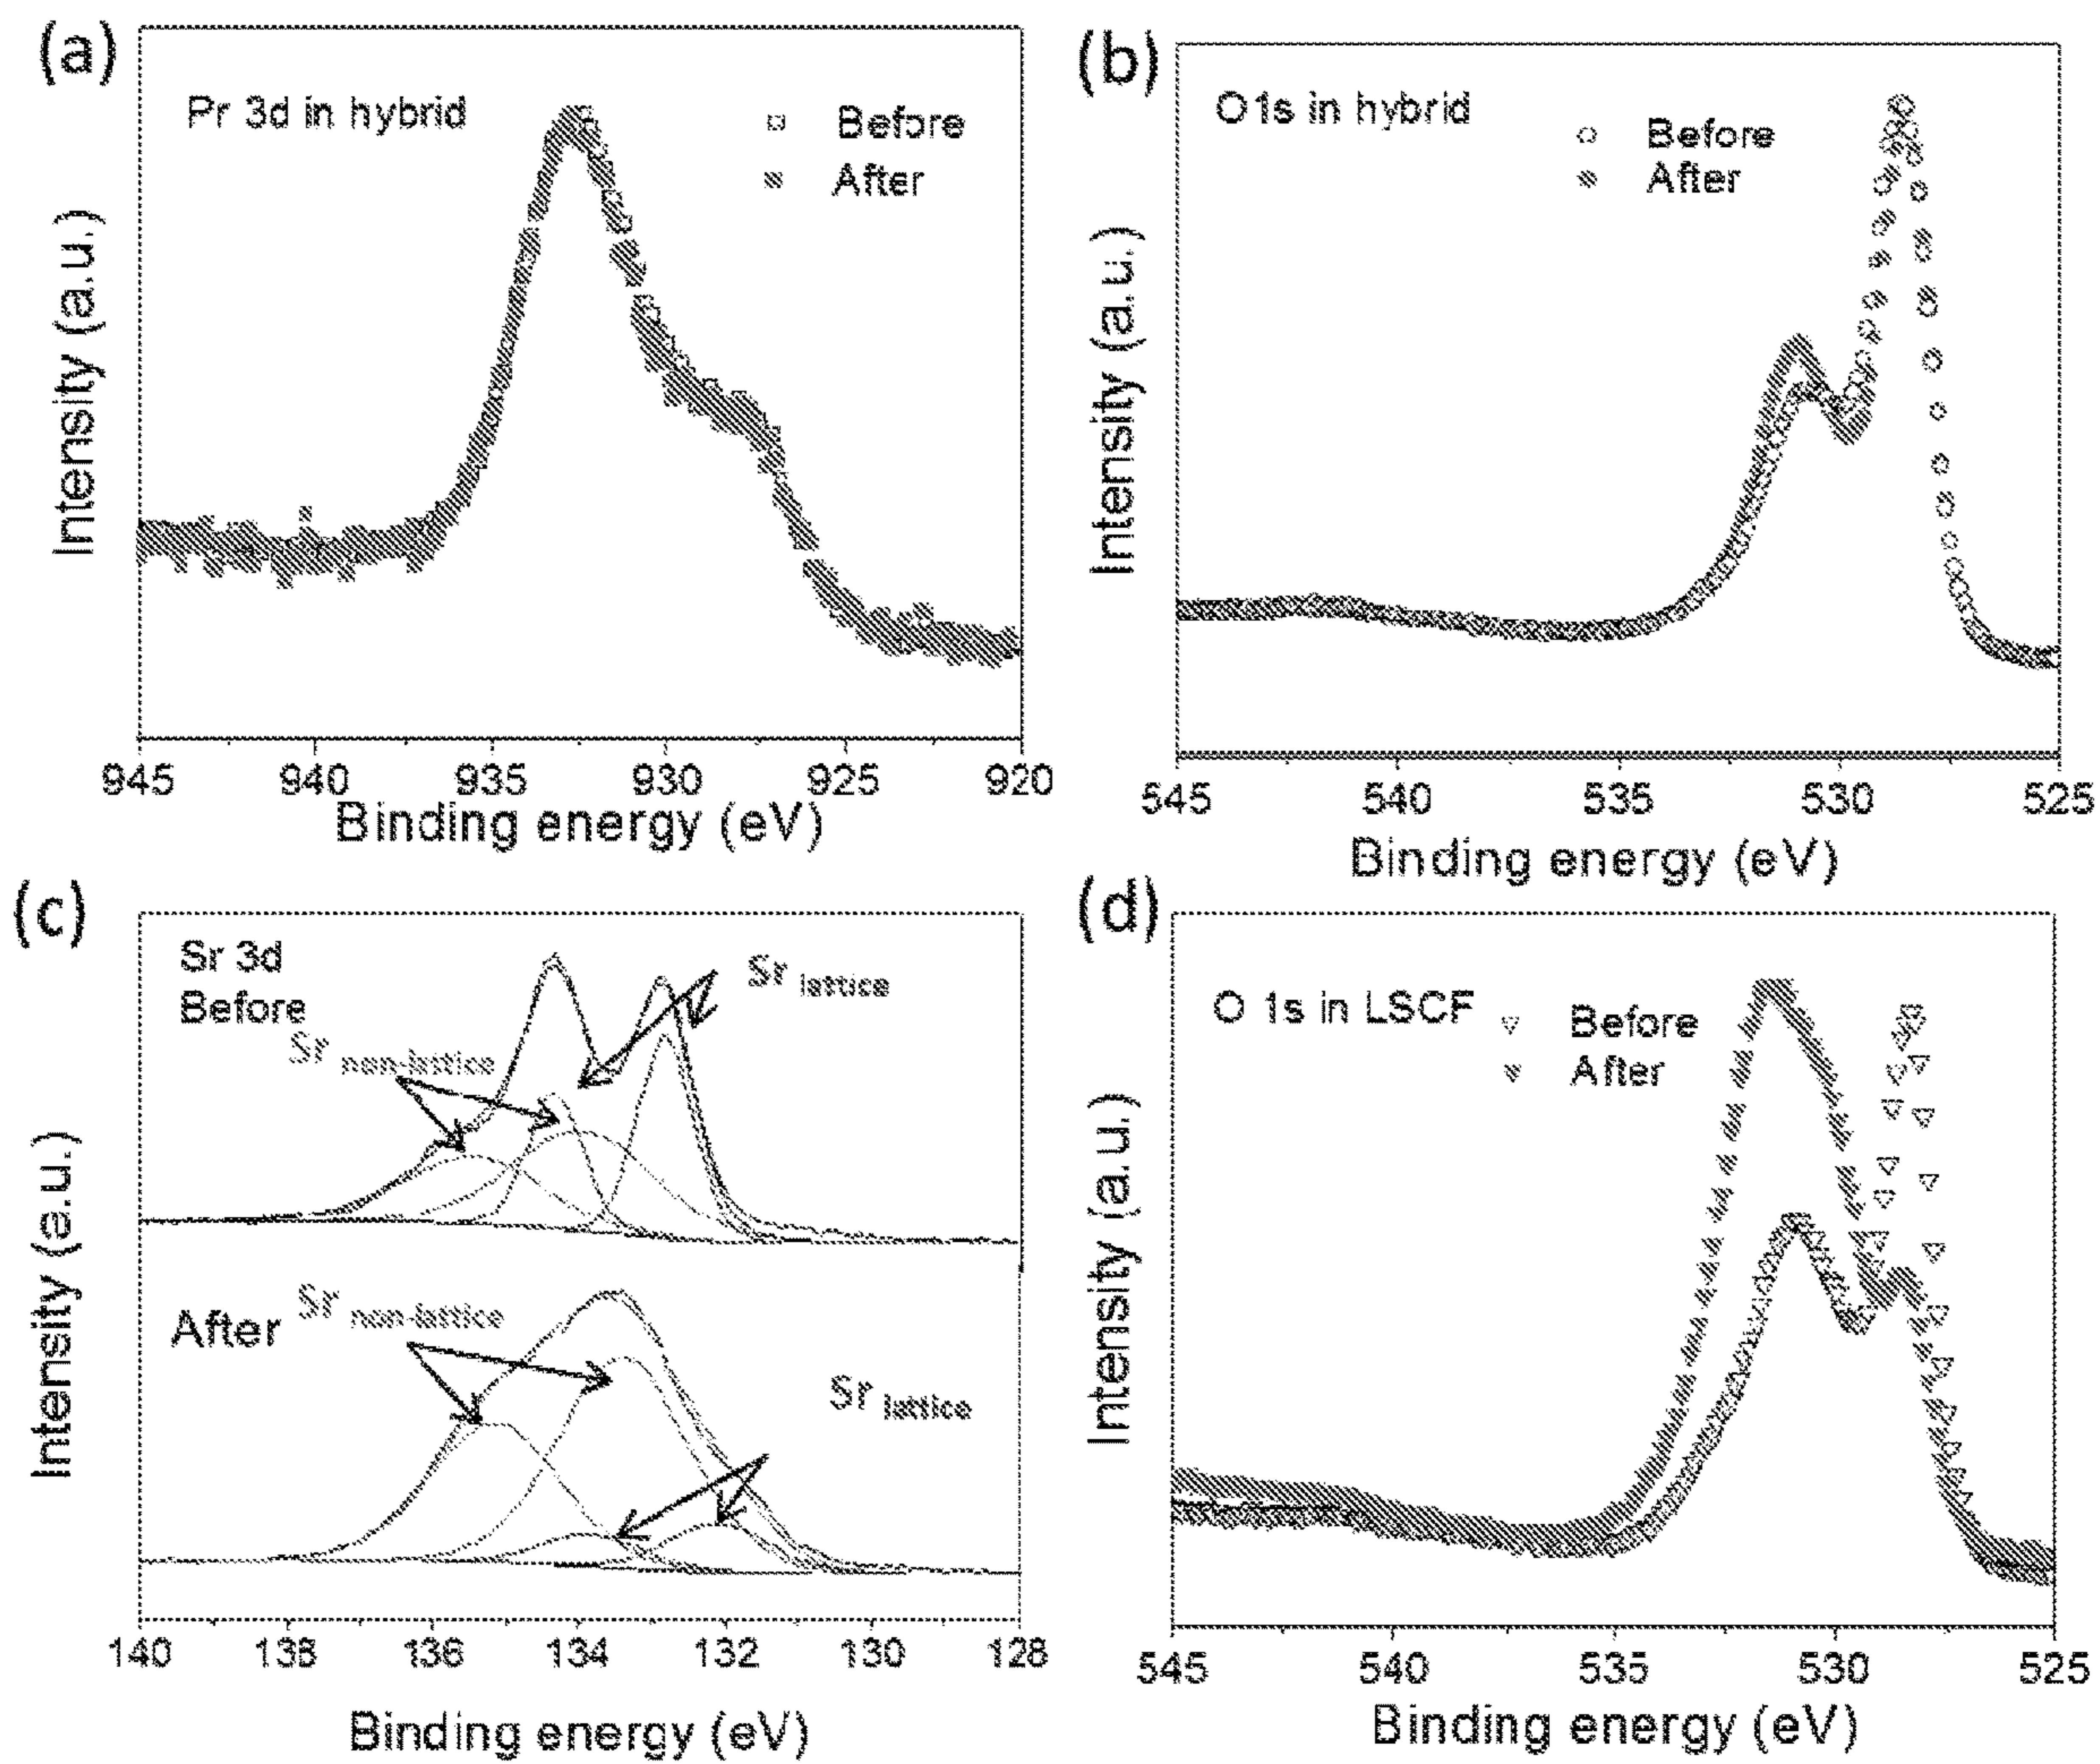 (a)
Pr 3d in hybrid
Before
After
Intensity (a.u.)
945 940 935 930 925 920
Binding energy (eV)
(b)
O1s in hybrid
Before
After
Intensity (a.u.)
545 540 535 530 525
Binding energy (eV)
(c)
Sr 3d
Before
Sr lattice
Sr non-lattice
After
Sr non-lattice
Sr lattice
Intensity (a.u.)
140 138 136 134 132 130 128
Binding energy (eV)
(d)
O 1s in LSCF
Before
After
Intensity (a.u.)
545 540 535 530 525
Binding energy (eV)